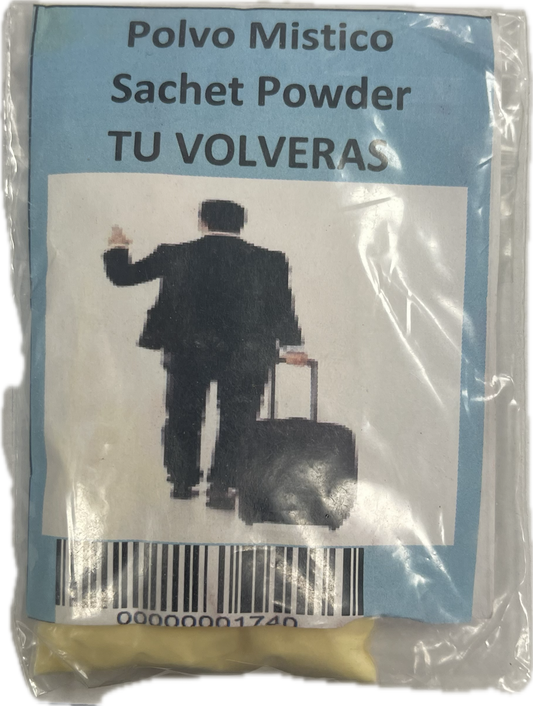 Polvo Mistico
Sachet Powder
TU VOLVERAS
00000001740